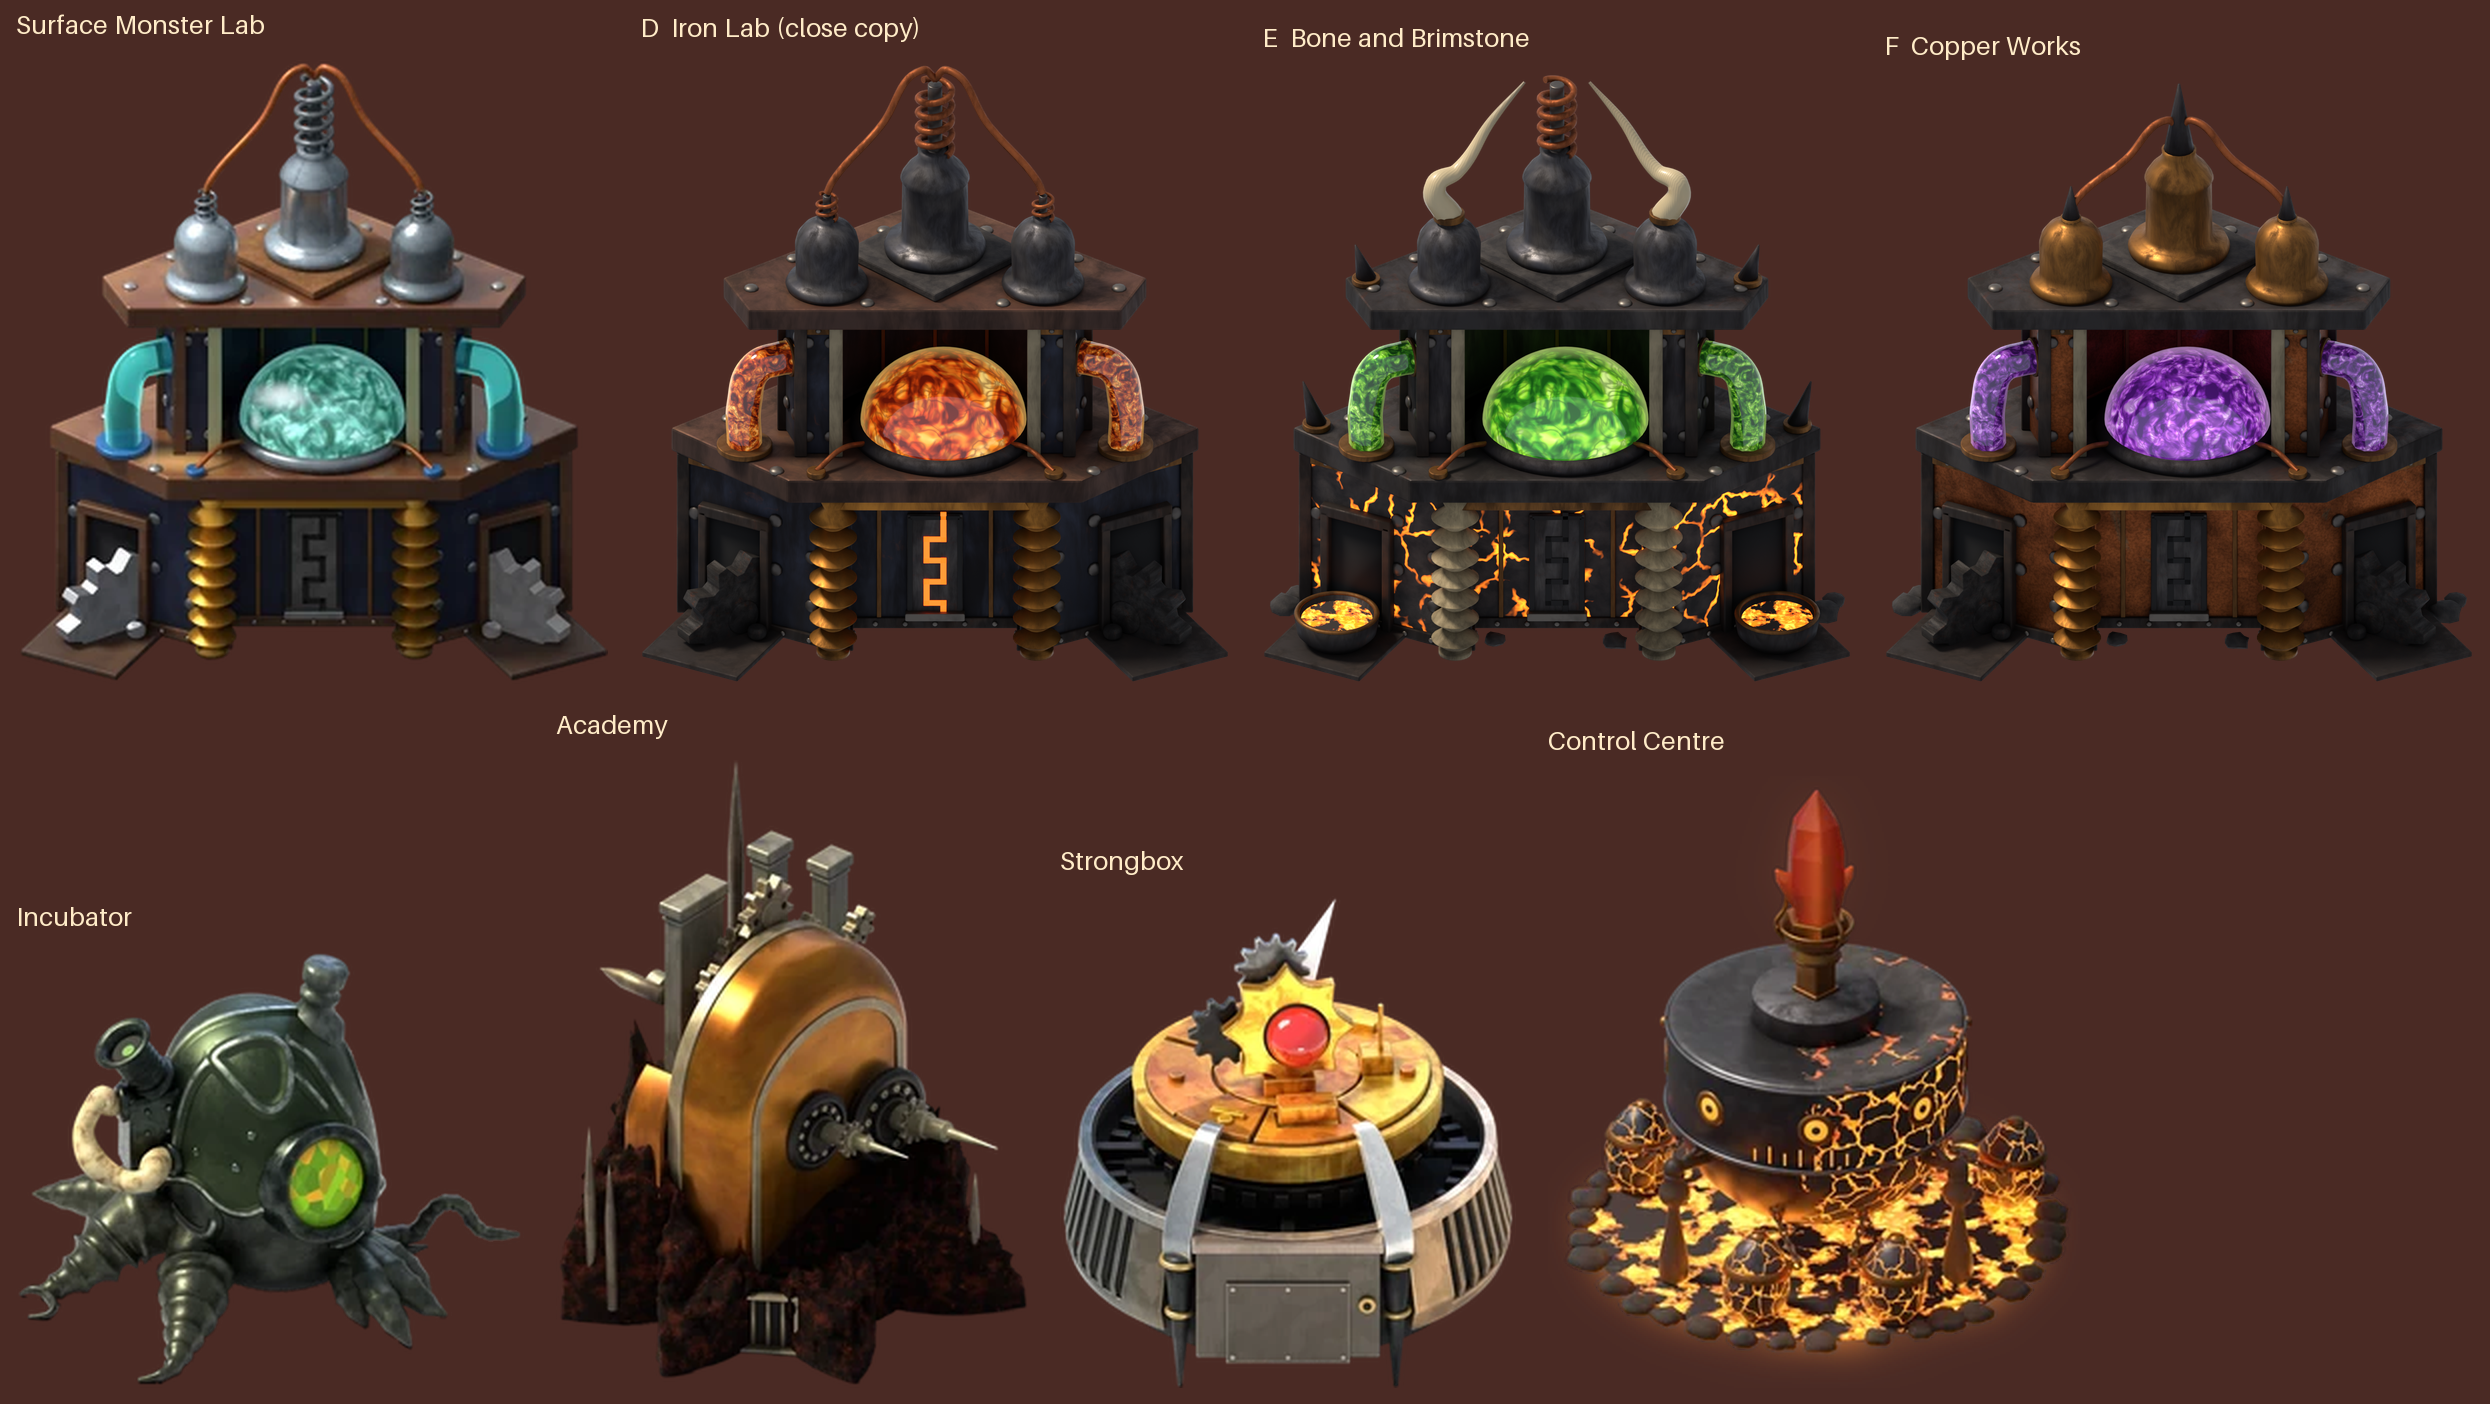 Surface Monster Lab
D Iron Lab (close copy)
E Bone and Brimstone
F Copper Works
Academy
Control Centre
Strongbox
Incubator